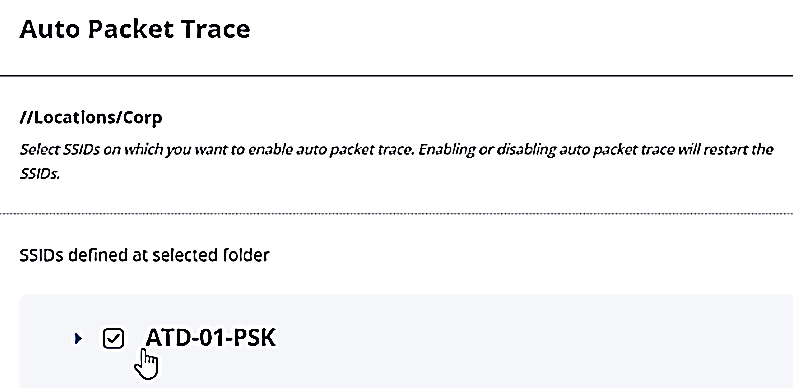 Auto Packet Trace
//Locations/Corp
Select SSIDs on which you want to enable auto packet trace. Enabling or disabling auto packet trace will restart the
SSIDs.
SSIDs defined at selected folder
ATD-01-PSK